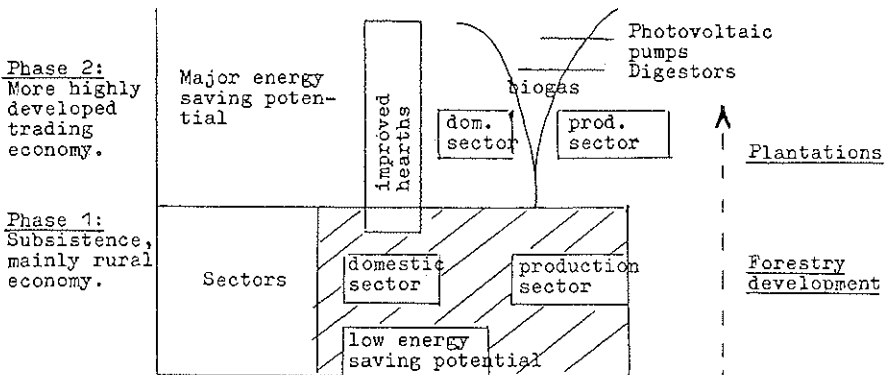 Phase 2:
More highly
developed
trading
economy.
Major energy
saving poten-
tial
improved
hearths
Photovoltaic
pumps
Digestors
biogas
dom.
sector
prod.
sector
Plantations
Phase 1:
Subsistence,
mainly rural
economy.
Sectors
domestic
sector
production
sector
low energy
saving potential
Forestry
development